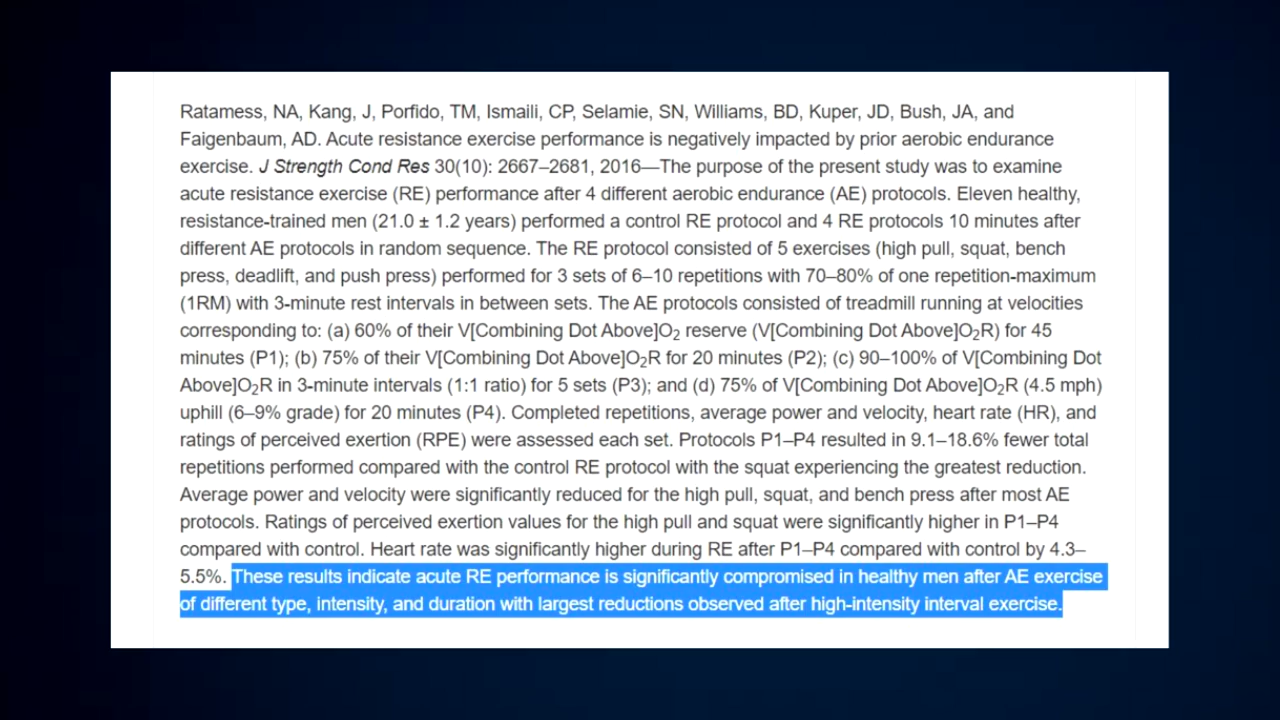 Ratamess, NA, Kang, J, Porfido, TM, Ismaili, CP, Selamie, SN, Williams, BD, Kuper, JD, Bush, JA, and
Faigenbaum, AD. Acute resistance exercise performance is negatively impacted by prior aerobic endurance
exercise. J Strength Cond Res 30(10): 2667–2681, 2016—The purpose of the present study was to examine
acute resistance exercise (RE) performance after 4 different aerobic endurance (AE) protocols. Eleven healthy,
resistance-trained men (21.0 ± 1.2 years) performed a control RE protocol and 4 RE protocols 10 minutes after
different AE protocols in random sequence. The RE protocol consisted of 5 exercises (high pull, squat, bench
press, deadlift, and push press) performed for 3 sets of 6–10 repetitions with 70–80% of one repetition-maximum
(1RM) with 3-minute rest intervals in between sets. The AE protocols consisted of treadmill running at velocities
corresponding to: (a) 60% of their V[Combining Dot Above]O₂ reserve (V[Combining Dot Above]O₂R) for 45
minutes (P1); (b) 75% of their V[Combining Dot Above]O₂R for 20 minutes (P2); (c) 90–100% of V[Combining Dot
Above]O₂R in 3-minute intervals (1:1 ratio) for 5 sets (P3); and (d) 75% of V[Combining Dot Above]O₂R (4.5 mph)
uphill (6–9% grade) for 20 minutes (P4). Completed repetitions, average power and velocity, heart rate (HR), and
ratings of perceived exertion (RPE) were assessed each set. Protocols P1–P4 resulted in 9.1–18.6% fewer total
repetitions performed compared with the control RE protocol with the squat experiencing the greatest reduction.
Average power and velocity were significantly reduced for the high pull, squat, and bench press after most AE
protocols. Ratings of perceived exertion values for the high pull and squat were significantly higher in P1–P4
compared with control. Heart rate was significantly higher during RE after P1–P4 compared with control by 4.3–
5.5%. These results indicate acute RE performance is significantly compromised in healthy men after AE exercise
of different type, intensity, and duration with largest reductions observed after high-intensity interval exercise.